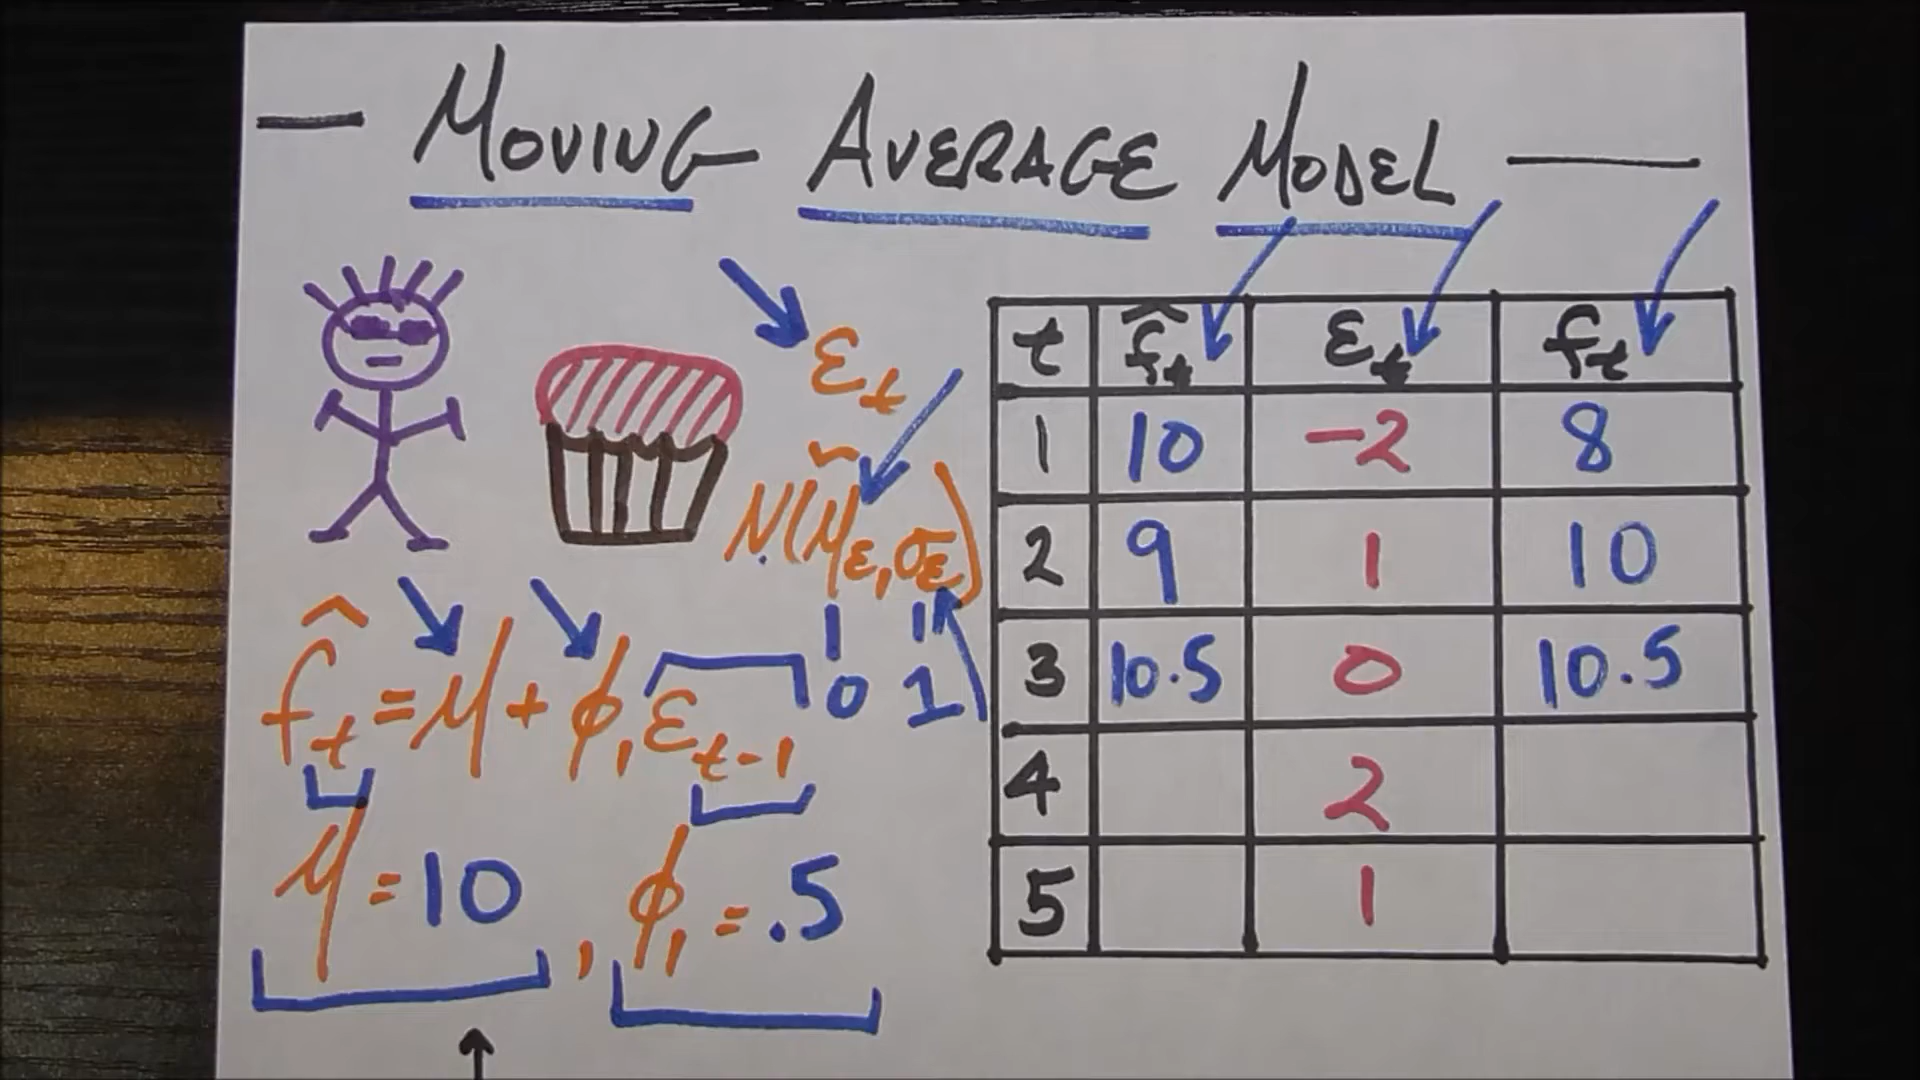 — MOVING AVERAGE MODEL —
εt
~
N(με, σε)
0 1
f̂t = μ + φ1 εt-1
μ = 10, φ1 = .5
t f̂t εt ft
1 10 -2 8
2 9 1 10
3 10.5 0 10.5
4 2
5 1